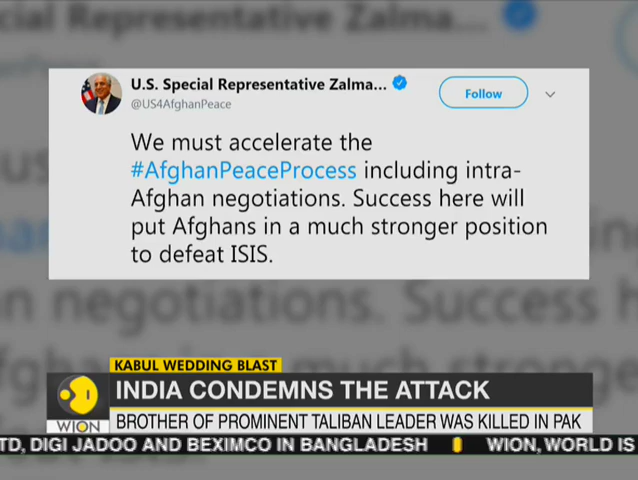 U.S. Special Representative Zalma...
@US4AfghanPeace
Follow
We must accelerate the
#AfghanPeaceProcess including intra-
Afghan negotiations. Success here will
put Afghans in a much stronger position
to defeat ISIS.
KABUL WEDDING BLAST
INDIA CONDEMNS THE ATTACK
BROTHER OF PROMINENT TALIBAN LEADER WAS KILLED IN PAK
WION
TD, DIGI JADOO AND BEXIMCO IN BANGLADESH WION, WORLD IS